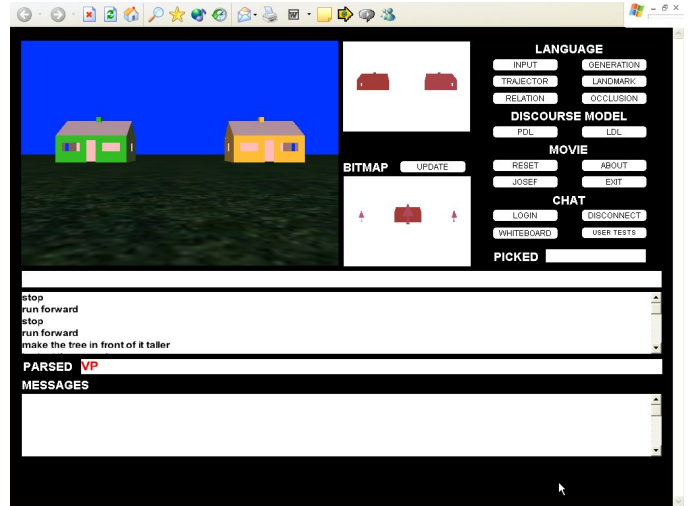 LANGUAGE
INPUT GENERATION
TRAJECTOR LANDMARK
RELATION OCCLUSION
DISCOURSE MODEL
PDL LDL
MOVIE
BITMAP UPDATE
RESET ABOUT
JOSEF EXIT
CHAT
LOGIN DISCONNECT
WHITEBOARD USER TESTS
PICKED
stop
run forward
stop
run forward
make the tree in front of it taller
PARSED VP
MESSAGES